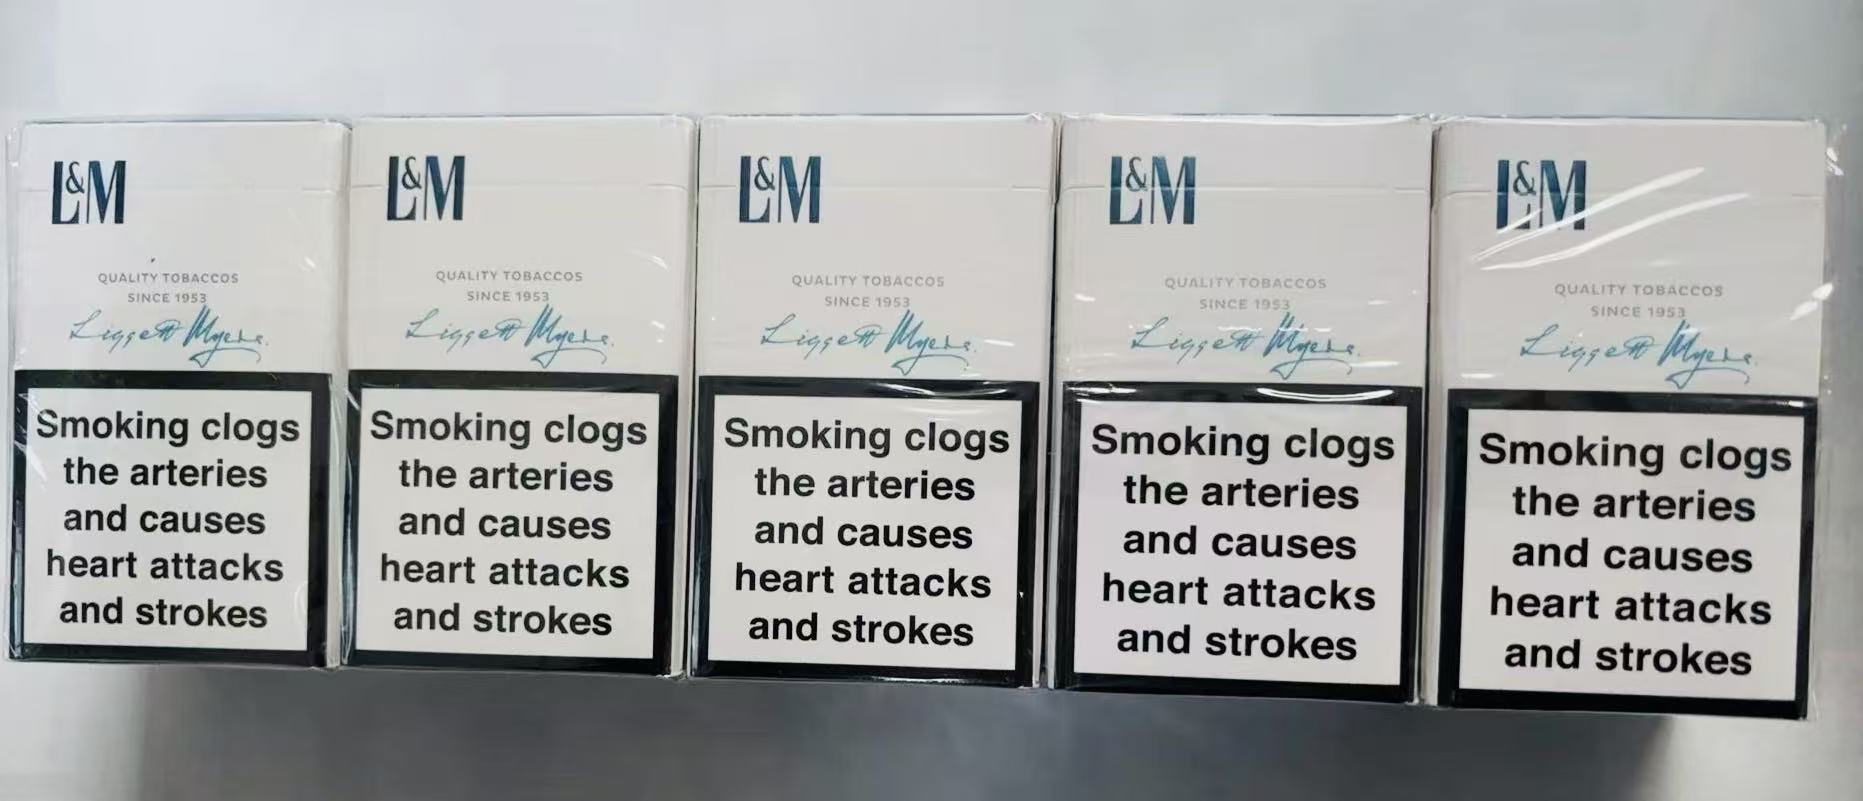 L&M
QUALITY TOBACCOS
SINCE 1953
Liggett Myers.
Smoking clogs
the arteries
and causes
heart attacks
and strokes
L&M
QUALITY TOBACCOS
SINCE 1953
Liggett Myers.
Smoking clogs
the arteries
and causes
heart attacks
and strokes
L&M
QUALITY TOBACCOS
SINCE 1953
Liggett Myers.
Smoking clogs
the arteries
and causes
heart attacks
and strokes
L&M
QUALITY TOBACCOS
SINCE 1953
Liggett Myers.
Smoking clogs
the arteries
and causes
heart attacks
and strokes
L&M
QUALITY TOBACCOS
SINCE 1953
Liggett Myers.
Smoking clogs
the arteries
and causes
heart attacks
and strokes